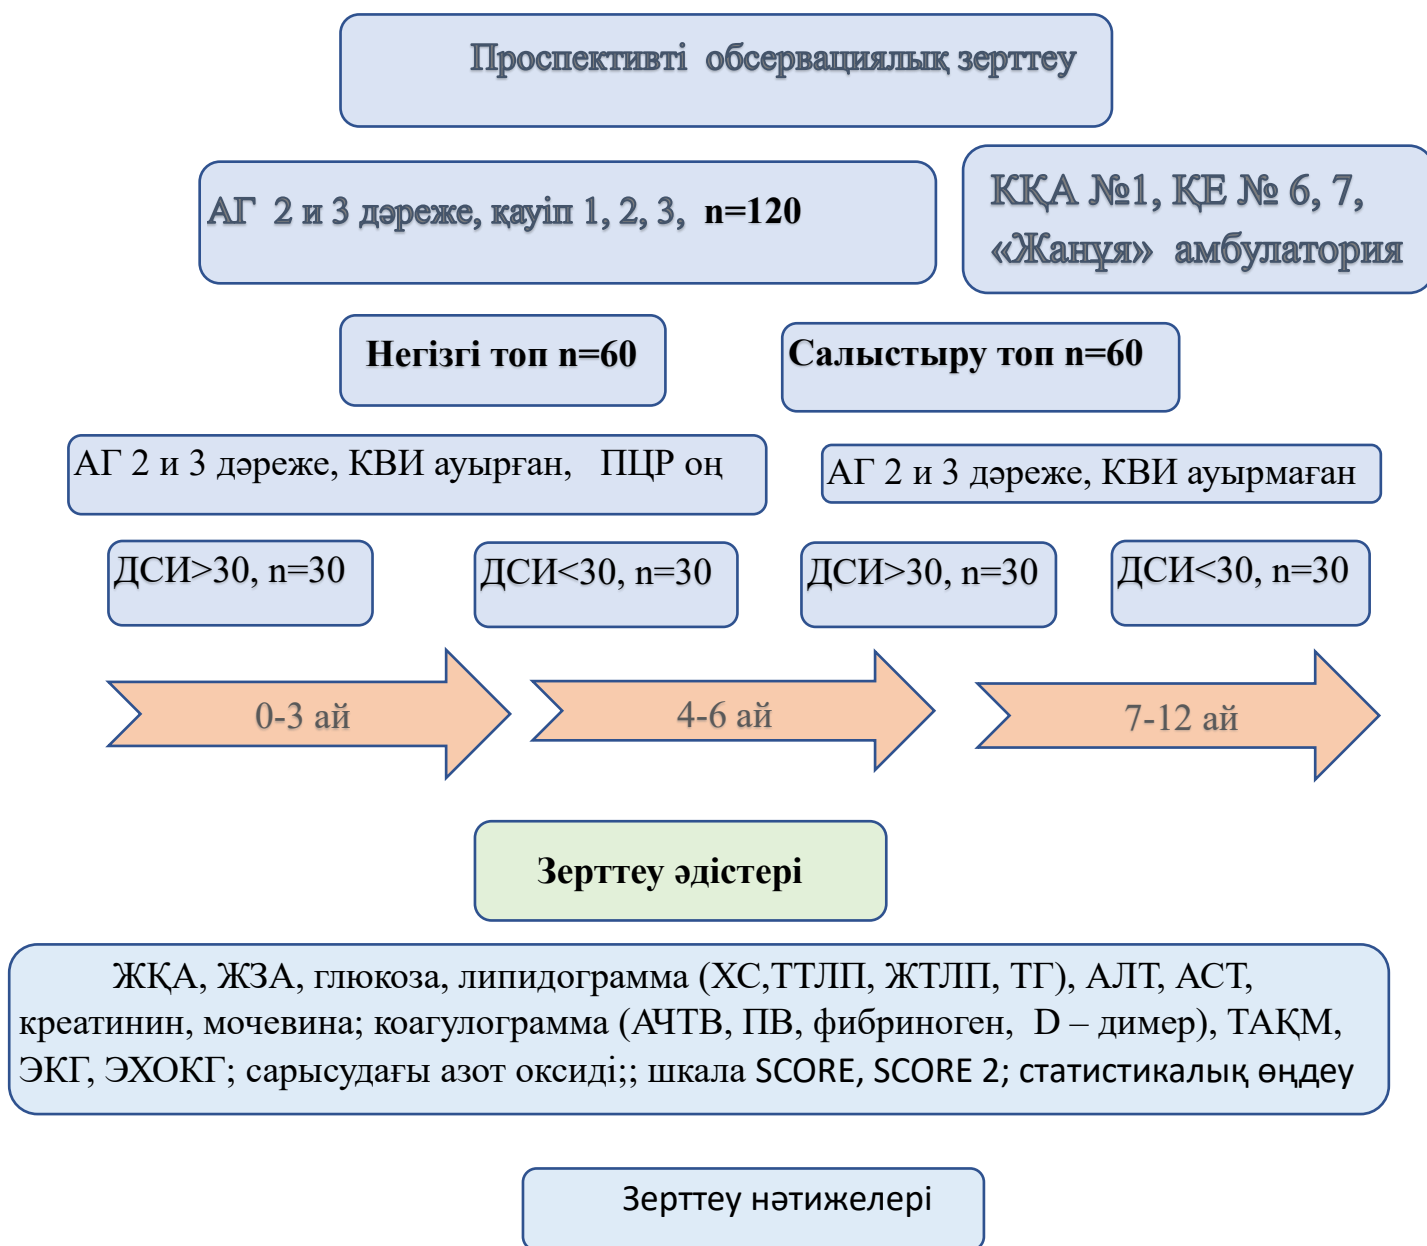 Проспективті обсервациялық зерттеу
АГ 2 и 3 дәреже, қауіп 1, 2, 3, n=120
КҚА №1, ҚЕ № 6, 7,
«Жанұя» амбулатория
Негізгі топ n=60
Салыстыру топ n=60
АГ 2 и 3 дәреже, КВИ ауырған, ПЦР оң
АГ 2 и 3 дәреже, КВИ ауырмаған
ДСИ>30, n=30
ДСИ<30, n=30
ДСИ>30, n=30
ДСИ<30, n=30
0-3 ай
4-6 ай
7-12 ай
Зерттеу әдістері
ЖҚА, ЖЗА, глюкоза, липидограмма (ХС,ТТЛП, ЖТЛП, ТГ), АЛТ, АСТ,
креатинин, мочевина; коагулограмма (АЧТВ, ПВ, фибриноген, D – димер), ТАҚМ,
ЭКГ, ЭХОКГ; сарысудағы азот оксиді;; шкала SCORE, SCORE 2; статистикалық өңдеу
Зерттеу нәтижелері